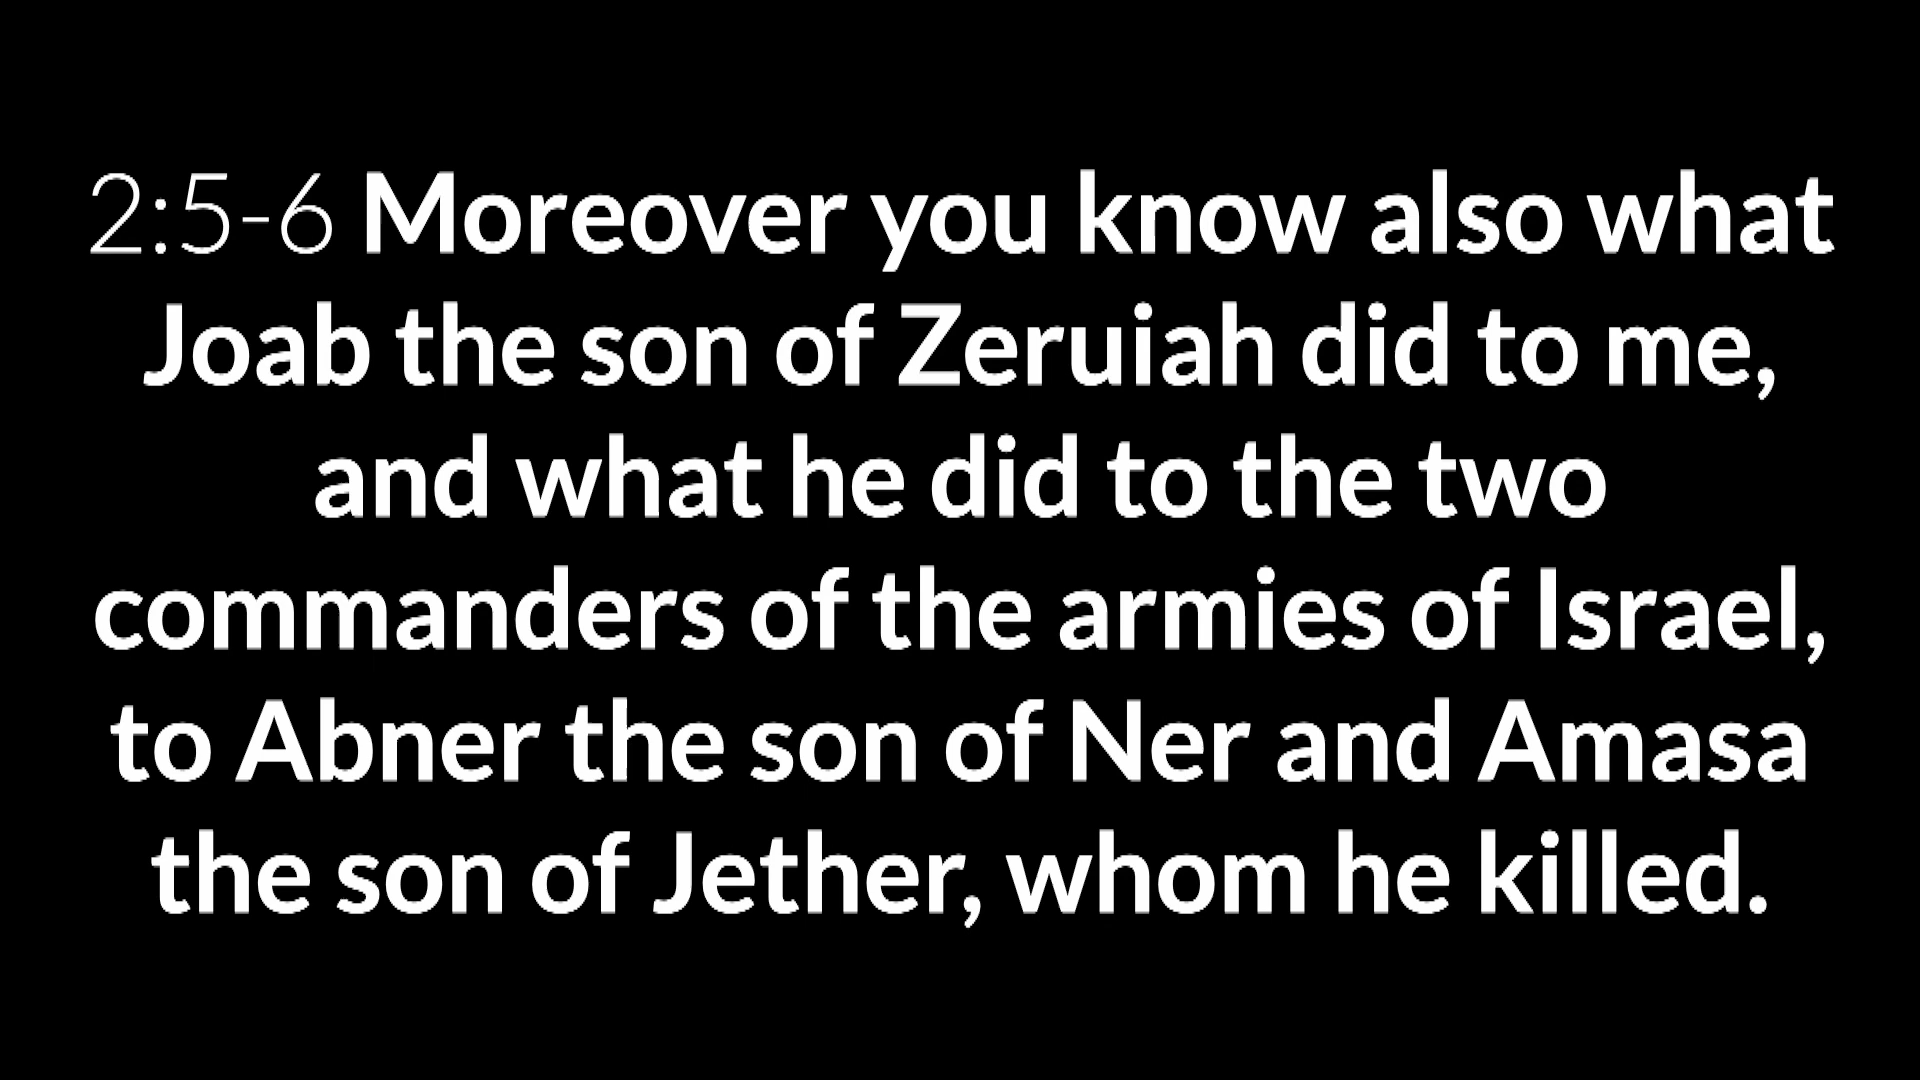 2:5-6 Moreover you know also what
Joab the son of Zeruiah did to me,
and what he did to the two
commanders of the armies of Israel,
to Abner the son of Ner and Amasa
the son of Jether, whom he killed.